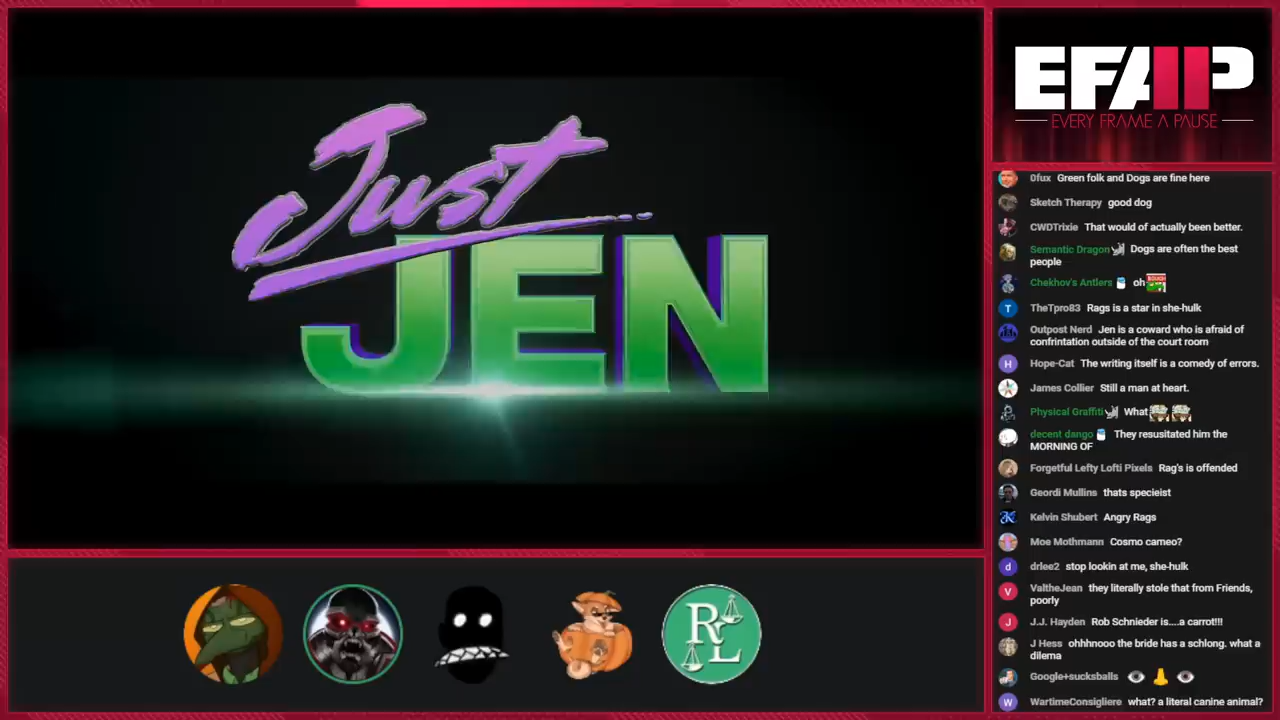 Just
JEN
EFAP
EVERY FRAME A PAUSE
0fux Green folk and Dogs are fine here
Sketch Therapy good dog
CWDTrixie That would of actually been better.
Semantic Dragon Dogs are often the best
people
Chekhov's Antlers oh
TheTpro83 Rags is a star in she-hulk
Outpost Nerd Jen is a coward who is afraid of
confrintation outside of the court room
Hope-Cat The writing itself is a comedy of errors.
James Collier Still a man at heart.
Physical Graffiti What
decent dango They resusitated him the
MORNING OF
Forgetful Lefty Lofti Pixels Rag's is offended
Geordi Mullins thats specieist
Kelvin Shubert Angry Rags
Moe Mothmann Cosmo cameo?
drlee2 stop lookin at me, she-hulk
ValtheJean they literally stole that from Friends,
poorly
J.J. Hayden Rob Schnieder is....a carrot!!!
J Hess ohhhnooo the bride has a schlong. what a
dilema
Google+sucksballs
WartimeConsigliere what? a literal canine animal?
RL